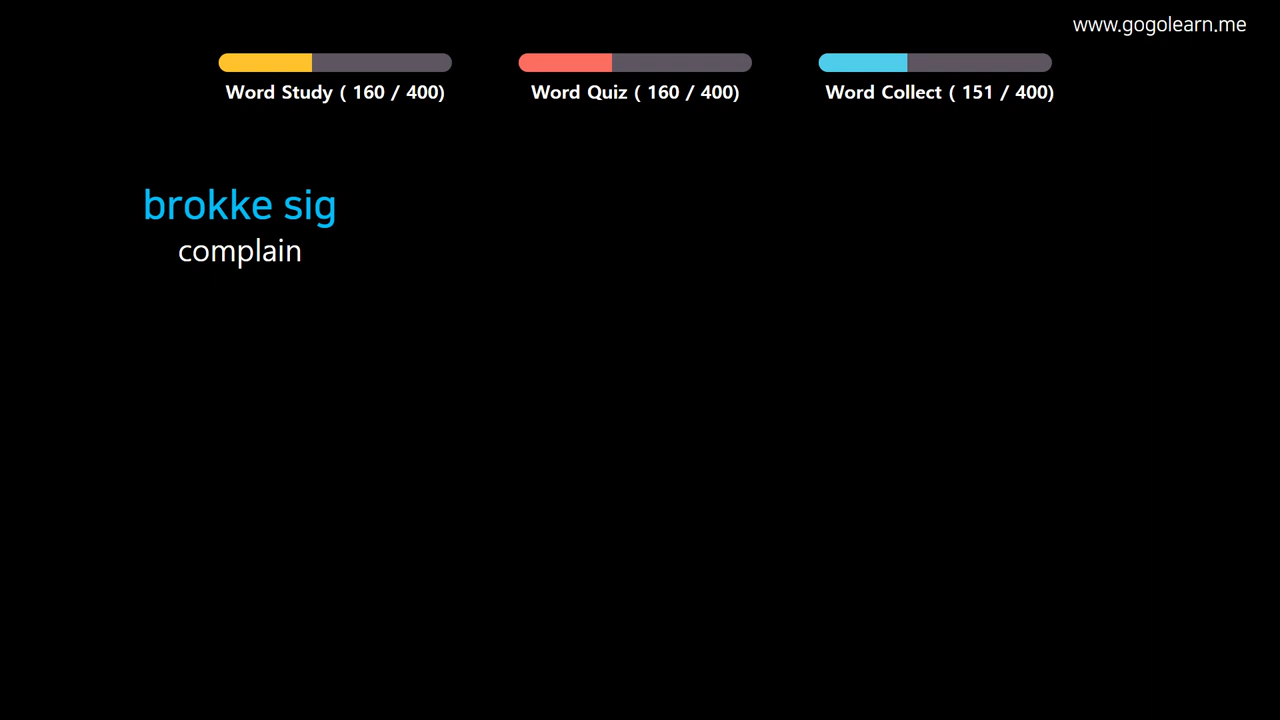 www.gogolearn.me
Word Study ( 160 / 400)
Word Quiz ( 160 / 400)
Word Collect ( 151 / 400)
brokke sig
complain